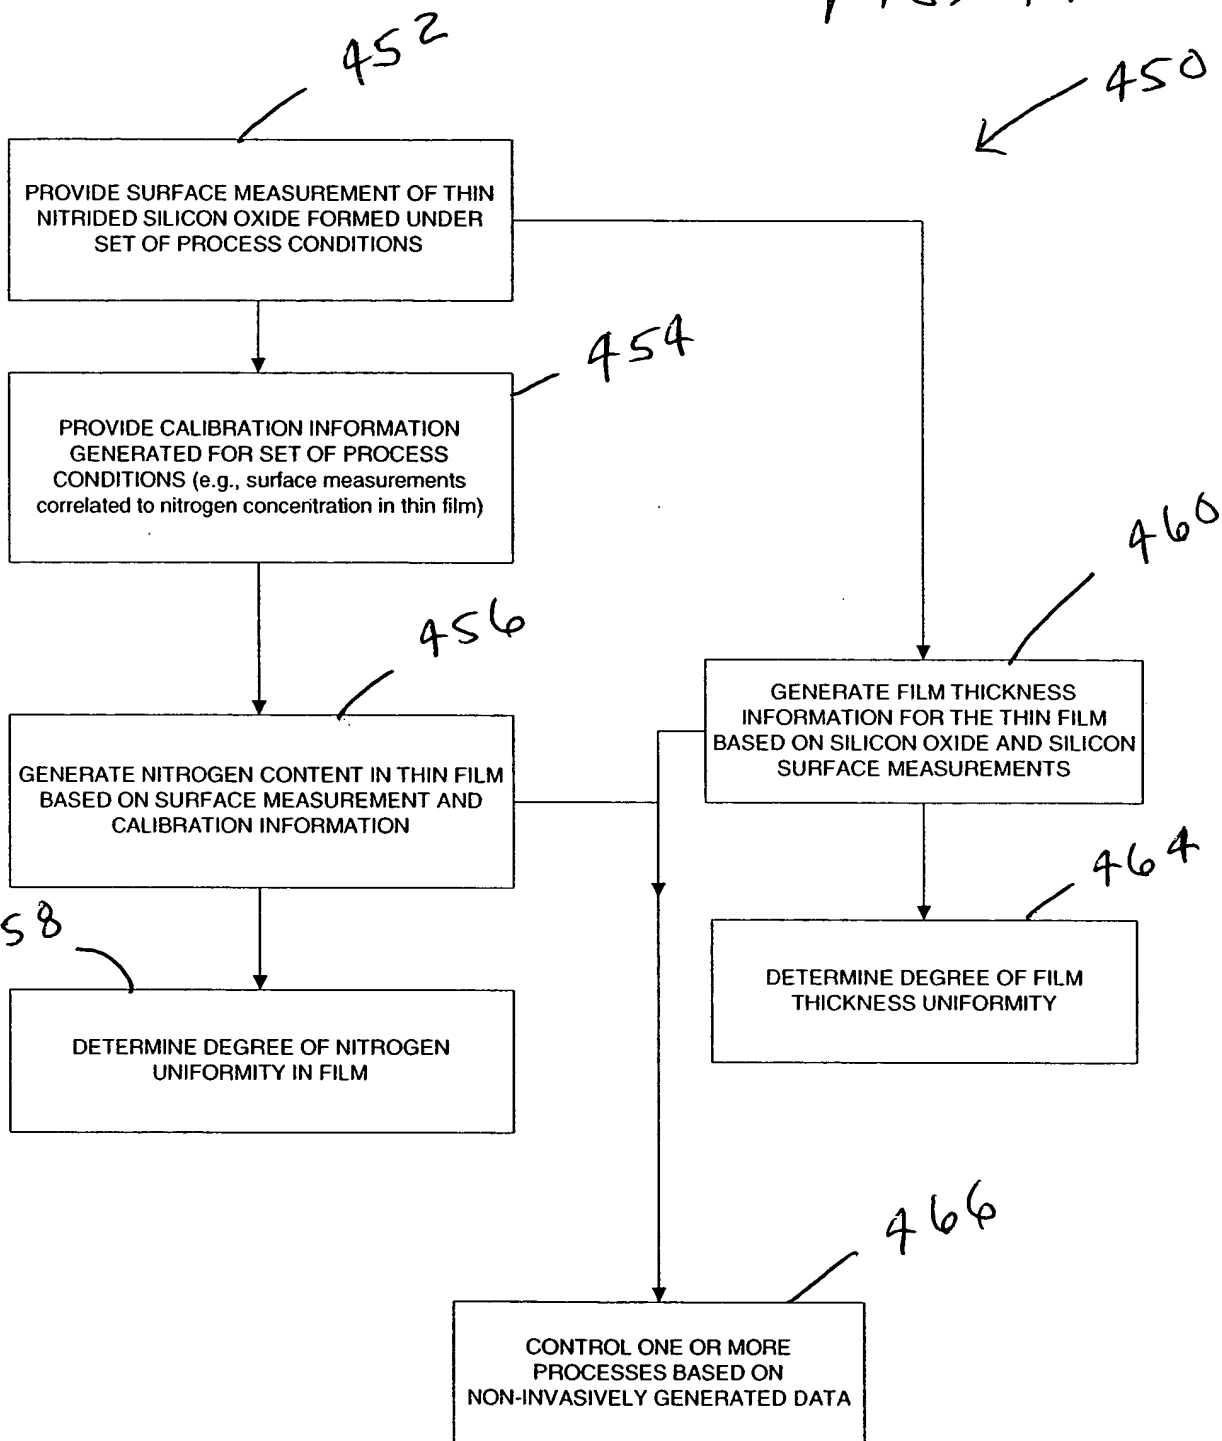 452
450
PROVIDE SURFACE MEASUREMENT OF THIN
NITRIDED SILICON OXIDE FORMED UNDER
SET OF PROCESS CONDITIONS
454
PROVIDE CALIBRATION INFORMATION
GENERATED FOR SET OF PROCESS
CONDITIONS (e.g., surface measurements
correlated to nitrogen concentration in thin film)
460
456
GENERATE FILM THICKNESS
INFORMATION FOR THE THIN FILM
BASED ON SILICON OXIDE AND SILICON
SURFACE MEASUREMENTS
GENERATE NITROGEN CONTENT IN THIN FILM
BASED ON SURFACE MEASUREMENT AND
CALIBRATION INFORMATION
464
58
DETERMINE DEGREE OF FILM
THICKNESS UNIFORMITY
DETERMINE DEGREE OF NITROGEN
UNIFORMITY IN FILM
466
CONTROL ONE OR MORE
PROCESSES BASED ON
NON-INVASIVELY GENERATED DATA